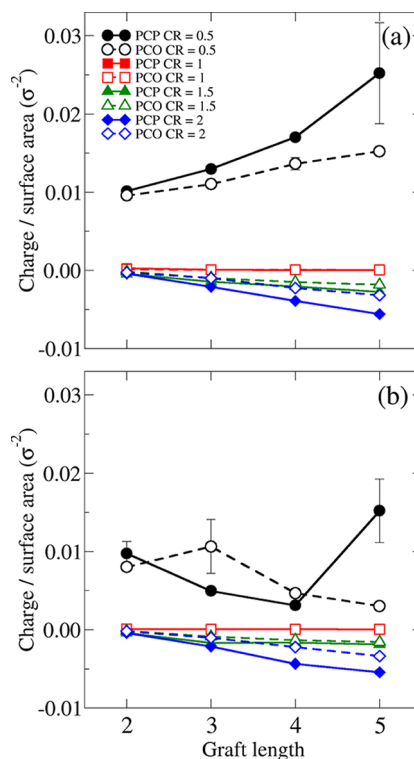 0.03
(a)
PCP CR = 0.5
PCO CR = 0.5
PCP CR = 1
PCO CR = 1
PCP CR = 1.5
PCO CR = 1.5
PCP CR = 2
PCO CR = 2
0.02
0.01
0.00
-0.01
Charge / surface area (σ⁻²)
0.03
(b)
0.02
0.01
0.00
-0.01
Charge / surface area (σ⁻²)
2 3 4 5
Graft length